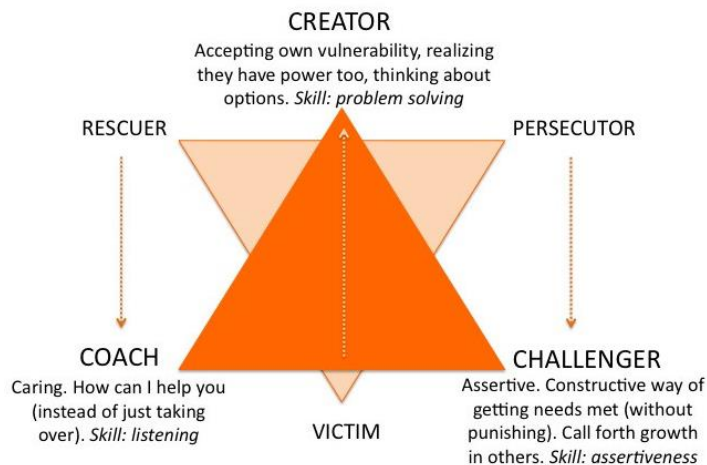 CREATOR
Accepting own vulnerability, realizing
they have power too, thinking about
options. Skill: problem solving
RESCUER
PERSECUTOR
COACH
Caring. How can I help you
(instead of just taking
over). Skill: listening
CHALLENGER
Assertive. Constructive way of
getting needs met (without
punishing). Call forth growth
in others. Skill: assertiveness
VICTIM